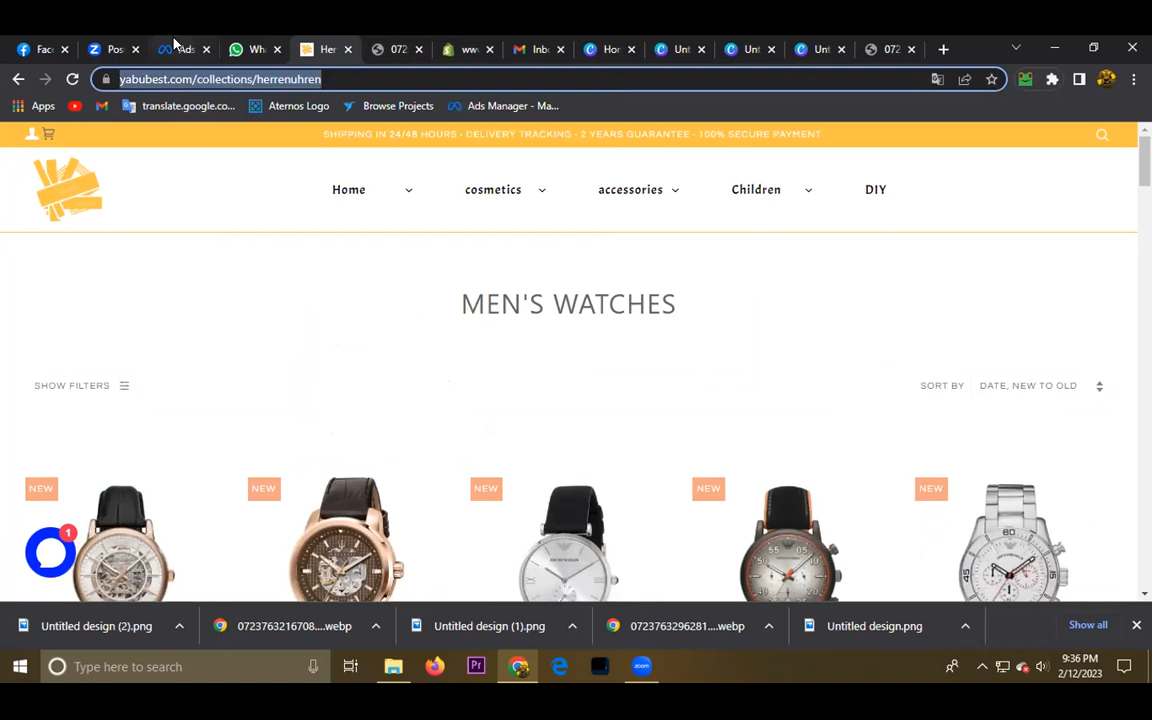 Fac
Pos
Ads
Wha
Her
072
ww
Inb
Hor
Unt
Unt
Unt
072
yabubest.com/collections/herrenuhren
Apps
translate.google.co...
Aternos Logo
Browse Projects
Ads Manager - Ma...
SHIPPING IN 24/48 HOURS - DELIVERY TRACKING - 2 YEARS GUARANTEE - 100% SECURE PAYMENT
Home
cosmetics
accessories
Children
DIY
MEN'S WATCHES
SHOW FILTERS
SORT BY
DATE, NEW TO OLD
NEW
NEW
NEW
NEW
NEW
1
Untitled design (2).png
0723763216708....webp
Untitled design (1).png
0723763296281....webp
Untitled design.png
Show all
Type here to search
Pr
zoom
9:36 PM
2/12/2023